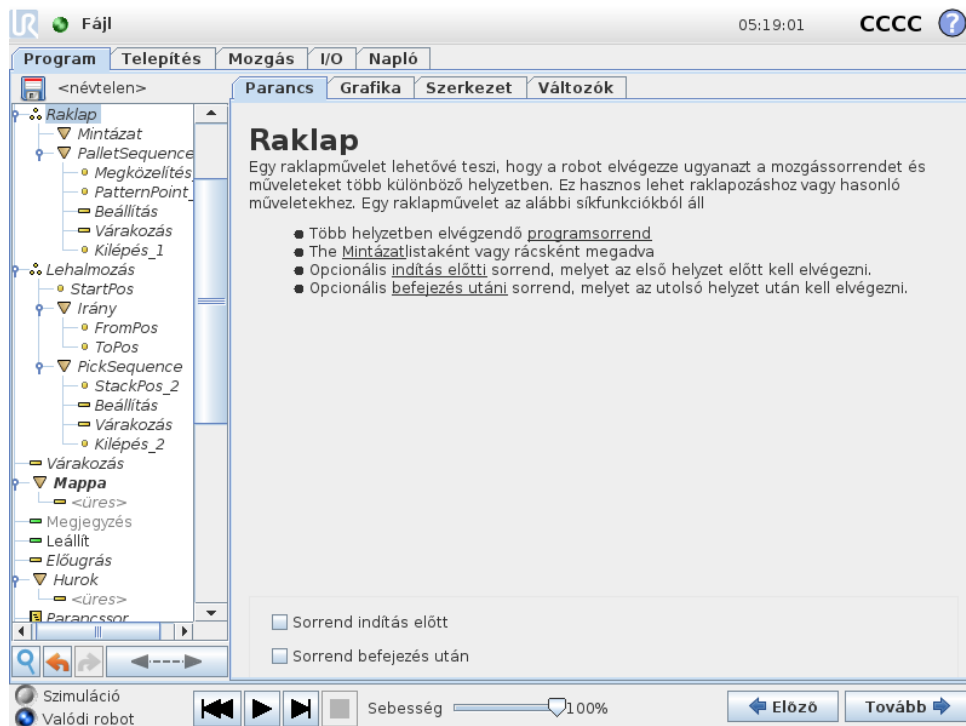 UR Fájl 05:19:01 CCCC ?
Program Telepítés Mozgás I/O Napló
<névtelen>
Parancs Grafika Szerkezet Változók
Raklap
Mintázat
PalletSequence
Megközelítés_
PatternPoint_
Beállítás
Várakozás
Kilépés_1
Lehalmozás
StartPos
Irány
FromPos
ToPos
PickSequence
StackPos_2
Beállítás
Várakozás
Kilépés_2
Várakozás
Mappa
<üres>
Megjegyzés
Leállít
Előugrás
Hurok
<üres>
Parancssor
Raklap
Egy raklapművelet lehetővé teszi, hogy a robot elvégezze ugyanazt a mozgássorrendet és
műveleteket több különböző helyzetben. Ez hasznos lehet raklapozáshoz vagy hasonló
műveletekhez. Egy raklapművelet az alábbi síkfunkciókból áll
● Több helyzetben elvégzendő programsorrend
● The Mintázatlistaként vagy rácsként megadva
● Opcionális indítás előtti sorrend, melyet az első helyzet előtt kell elvégezni.
● Opcionális befejezés utáni sorrend, melyet az utolsó helyzet után kell elvégezni.
Sorrend indítás előtt
Sorrend befejezés után
Szimuláció
Valódi robot
Sebesség 100%
Előző Tovább